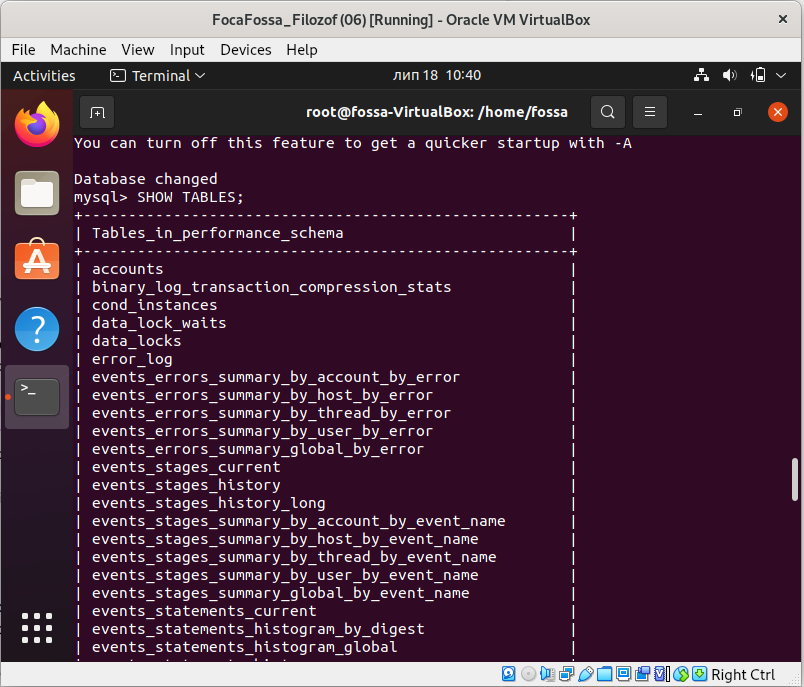 FocaFossa_Filozof (06) [Running] - Oracle VM VirtualBox
File Machine View Input Devices Help
Activities Terminal лип 18 10:40
root@fossa-VirtualBox: /home/fossa
You can turn off this feature to get a quicker startup with -A
Database changed
mysql> SHOW TABLES;
+------------------------------------------------------+
| Tables_in_performance_schema |
+------------------------------------------------------+
| accounts |
| binary_log_transaction_compression_stats |
| cond_instances |
| data_lock_waits |
| data_locks |
| error_log |
| events_errors_summary_by_account_by_error |
| events_errors_summary_by_host_by_error |
| events_errors_summary_by_thread_by_error |
| events_errors_summary_by_user_by_error |
| events_errors_summary_global_by_error |
| events_stages_current |
| events_stages_history |
| events_stages_history_long |
| events_stages_summary_by_account_by_event_name |
| events_stages_summary_by_host_by_event_name |
| events_stages_summary_by_thread_by_event_name |
| events_stages_summary_by_user_by_event_name |
| events_stages_summary_global_by_event_name |
| events_statements_current |
| events_statements_histogram_by_digest |
| events_statements_histogram_global |
Right Ctrl